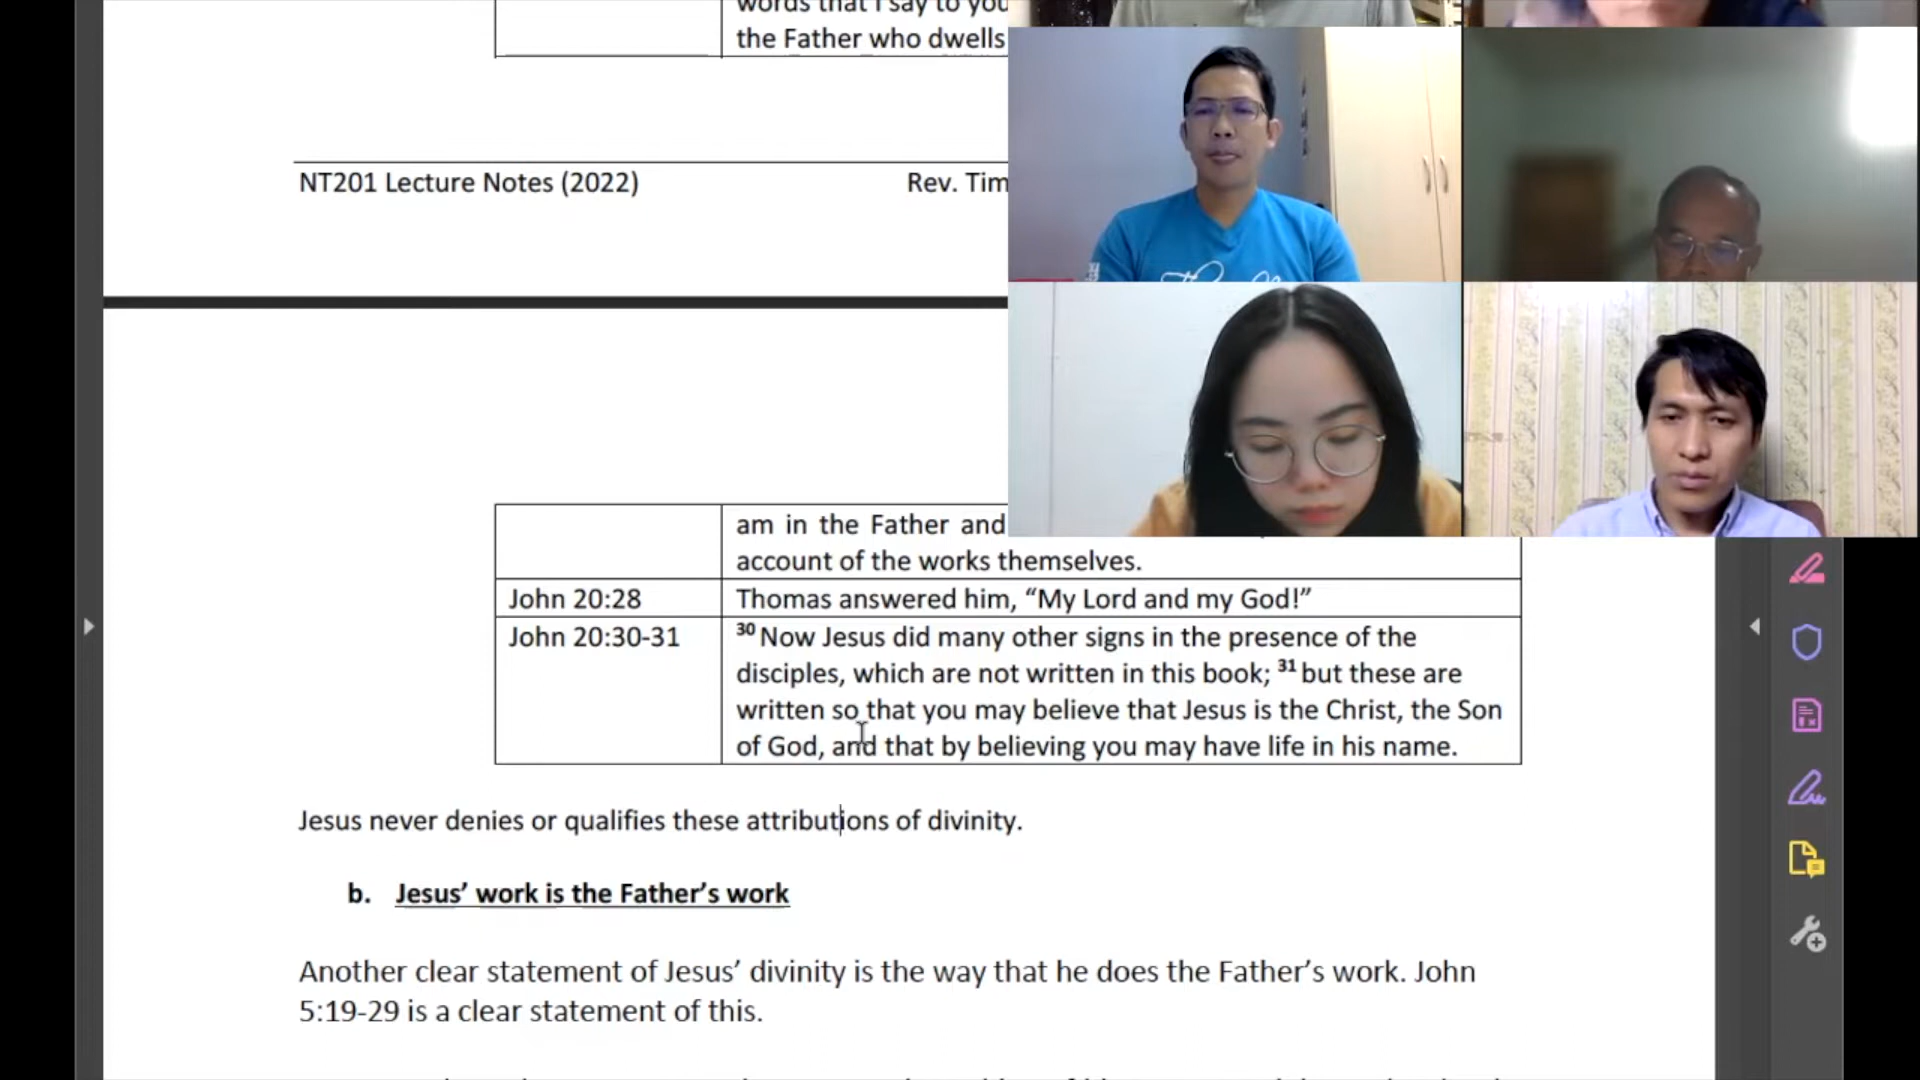 words that I say to you
the Father who dwells
NT201 Lecture Notes (2022) Rev. Tim
am in the Father and
account of the works themselves.
John 20:28 Thomas answered him, “My Lord and my God!”
John 20:30-31 ³⁰ Now Jesus did many other signs in the presence of the
disciples, which are not written in this book; ³¹ but these are
written so that you may believe that Jesus is the Christ, the Son
of God, and that by believing you may have life in his name.
Jesus never denies or qualifies these attributions of divinity.
b. Jesus’ work is the Father’s work
Another clear statement of Jesus’ divinity is the way that he does the Father’s work. John
5:19-29 is a clear statement of this.